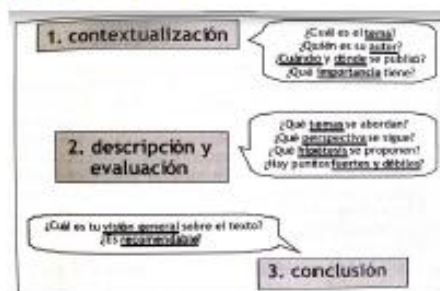 1. contextualización
¿Cuál es el tema?
¿Quién es su autor?
¿Cuándo y dónde se publicó?
¿Qué importancia tiene?
2. descripción y
evaluación
¿Qué temas se abordan?
¿Qué perspectiva se sigue?
¿Qué hipótesis se proponen?
¿Hay puntos fuertes y débiles?
¿Cuál es tu visión general sobre el texto?
¿Es recomendable?
3. conclusión